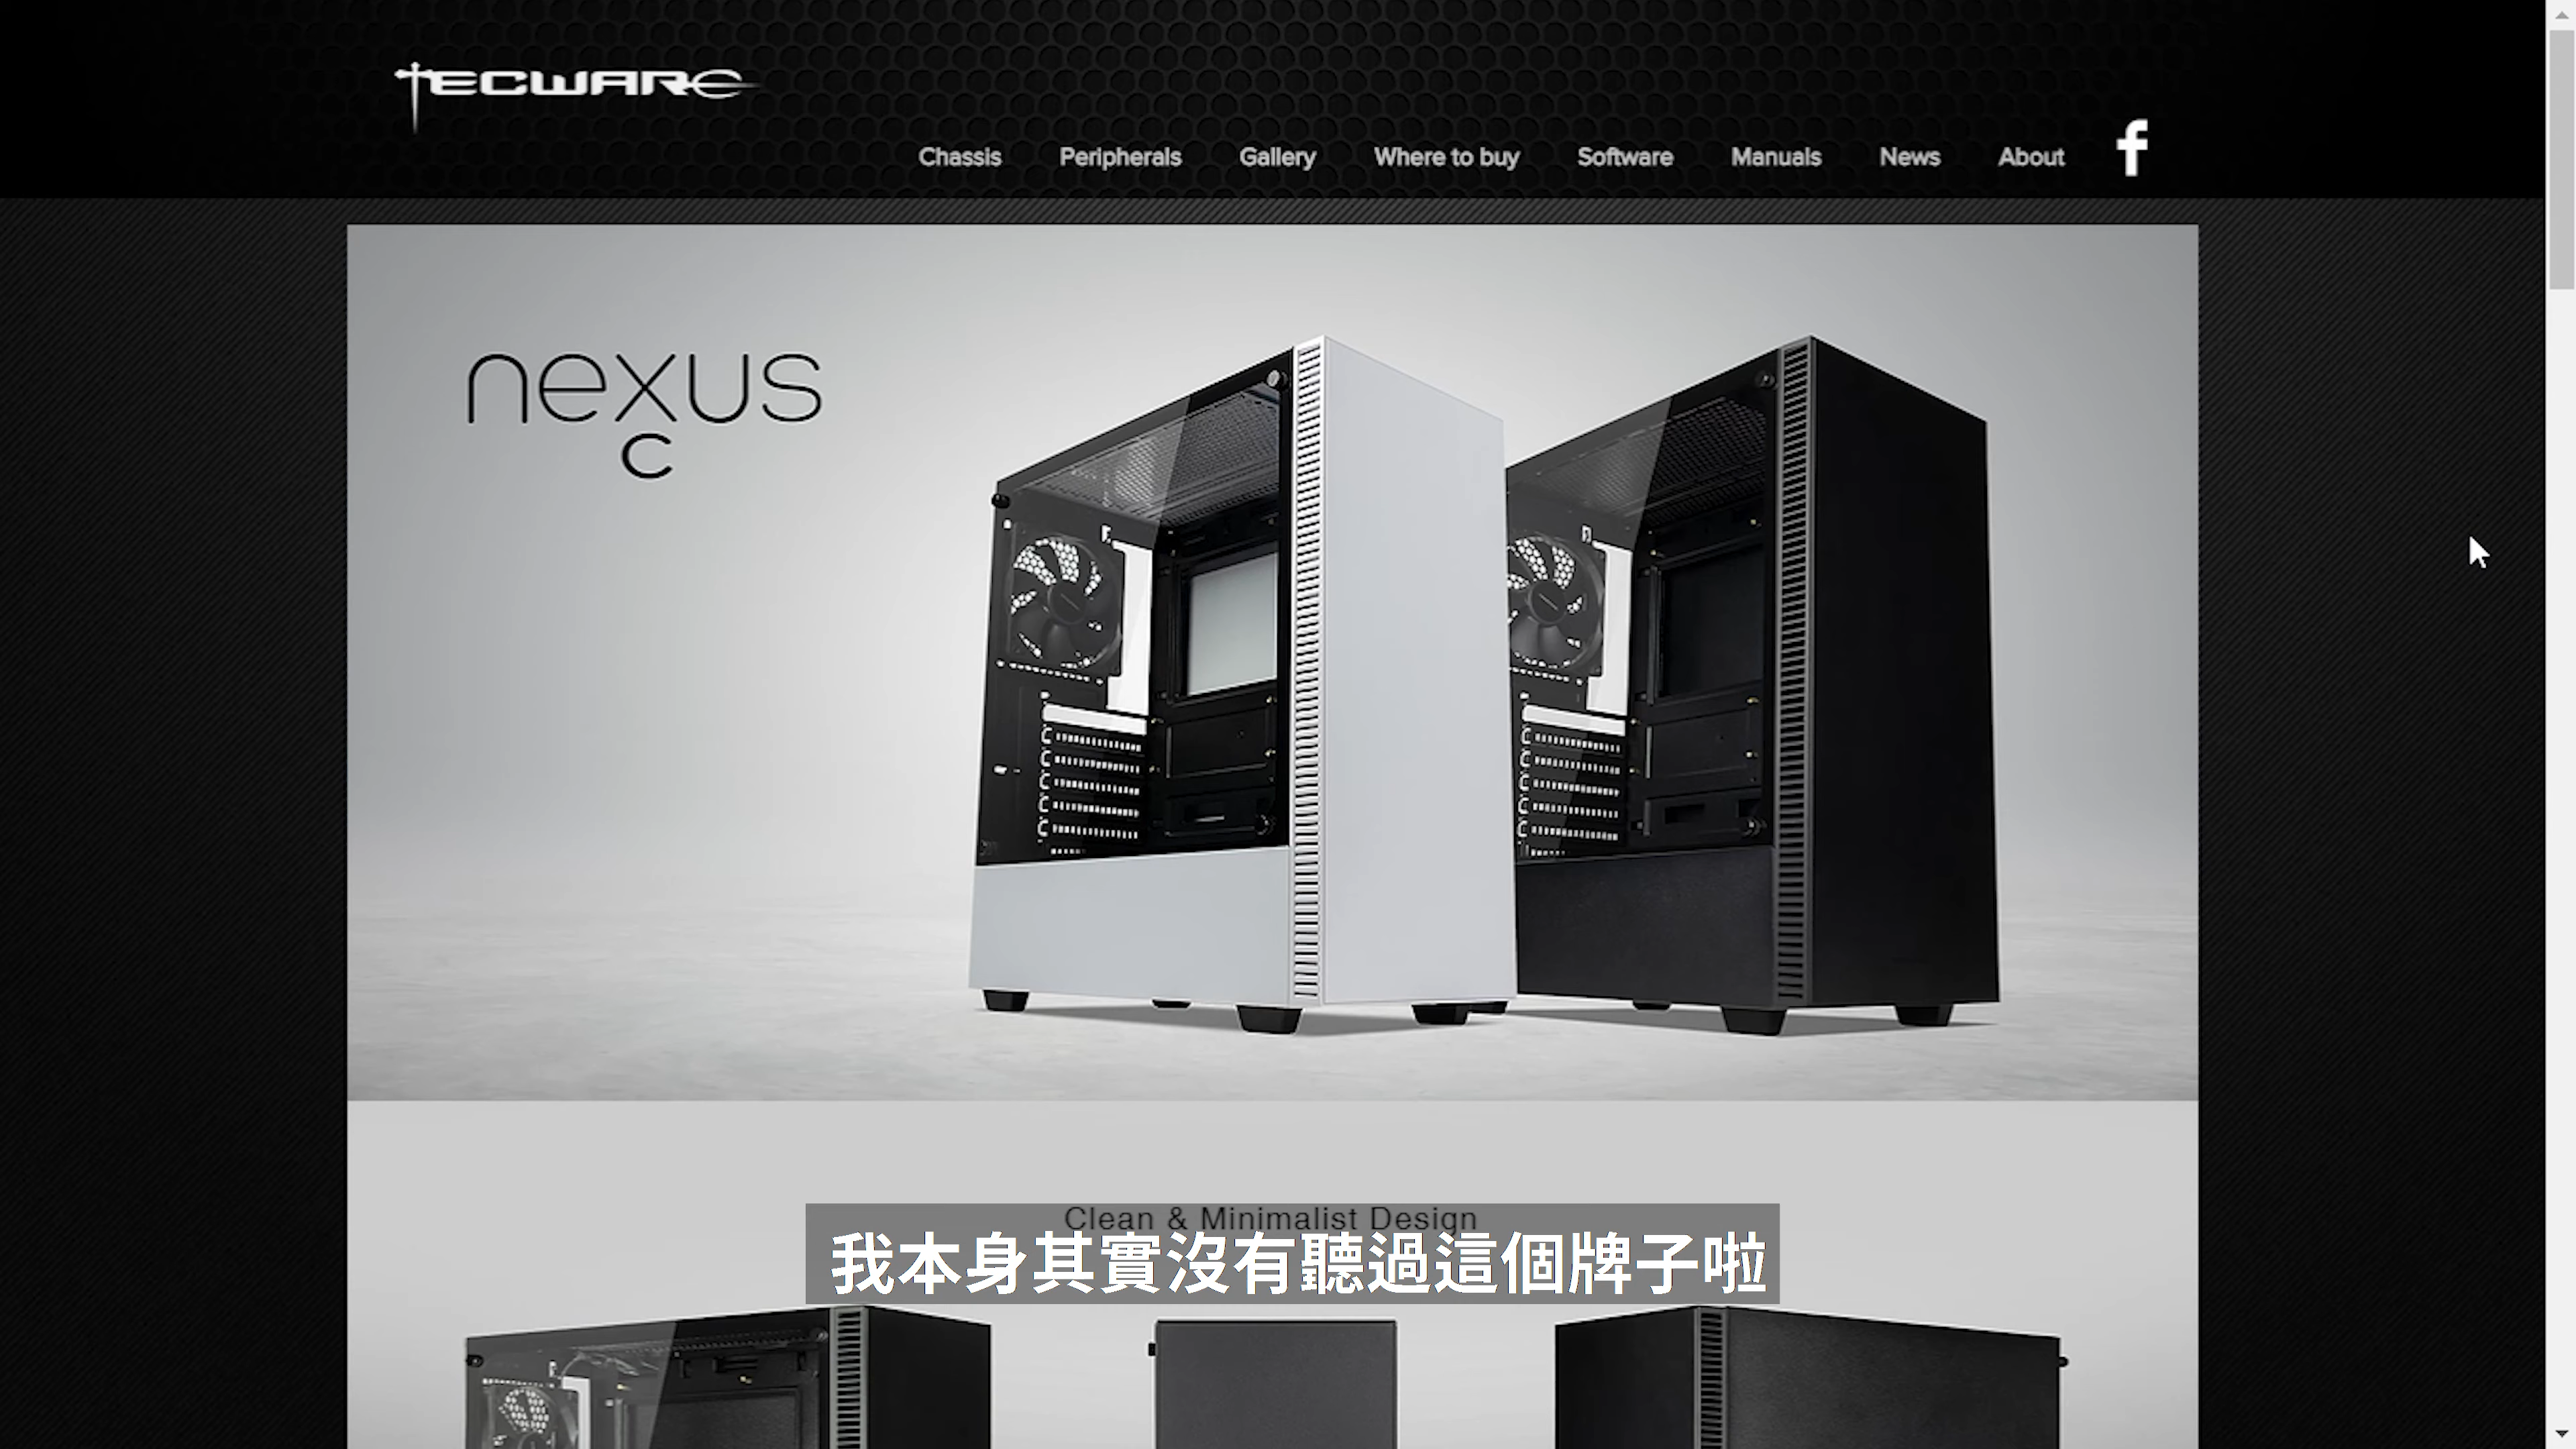 TECWARE
Chassis Peripherals Gallery Where to buy Software Manuals News About f
nexus
c
Clean & Minimalist Design
我本身其實沒有聽過這個牌子啦